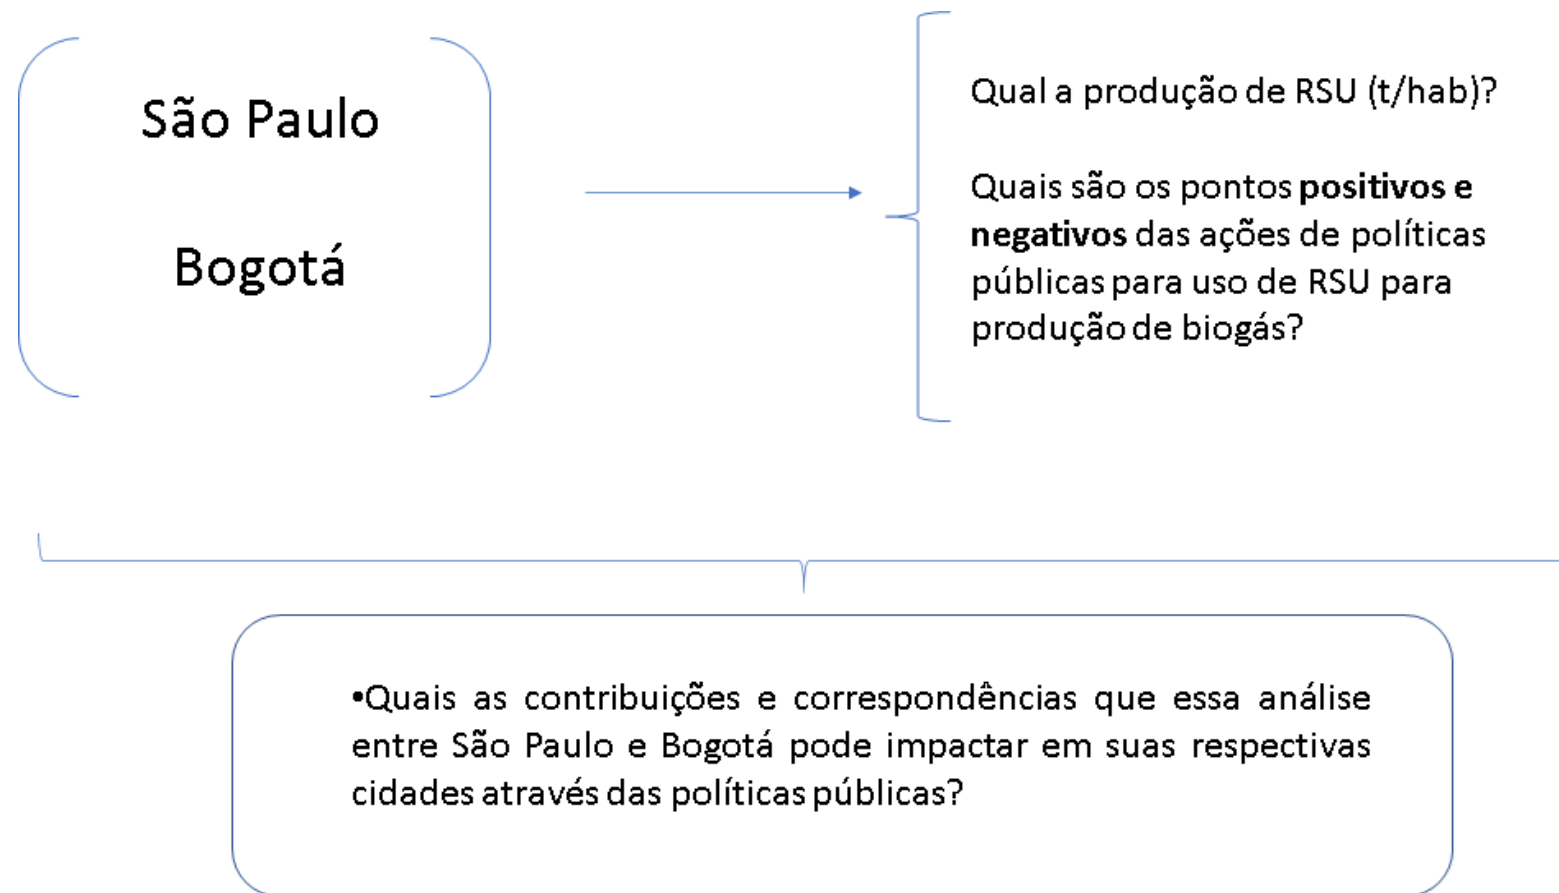 São Paulo
Bogotá
Qual a produção de RSU (t/hab)?
Quais são os pontos positivos e
negativos das ações de políticas
públicas para uso de RSU para
produção de biogás?
•Quais as contribuições e correspondências que essa análise
entre São Paulo e Bogotá pode impactar em suas respectivas
cidades através das políticas públicas?